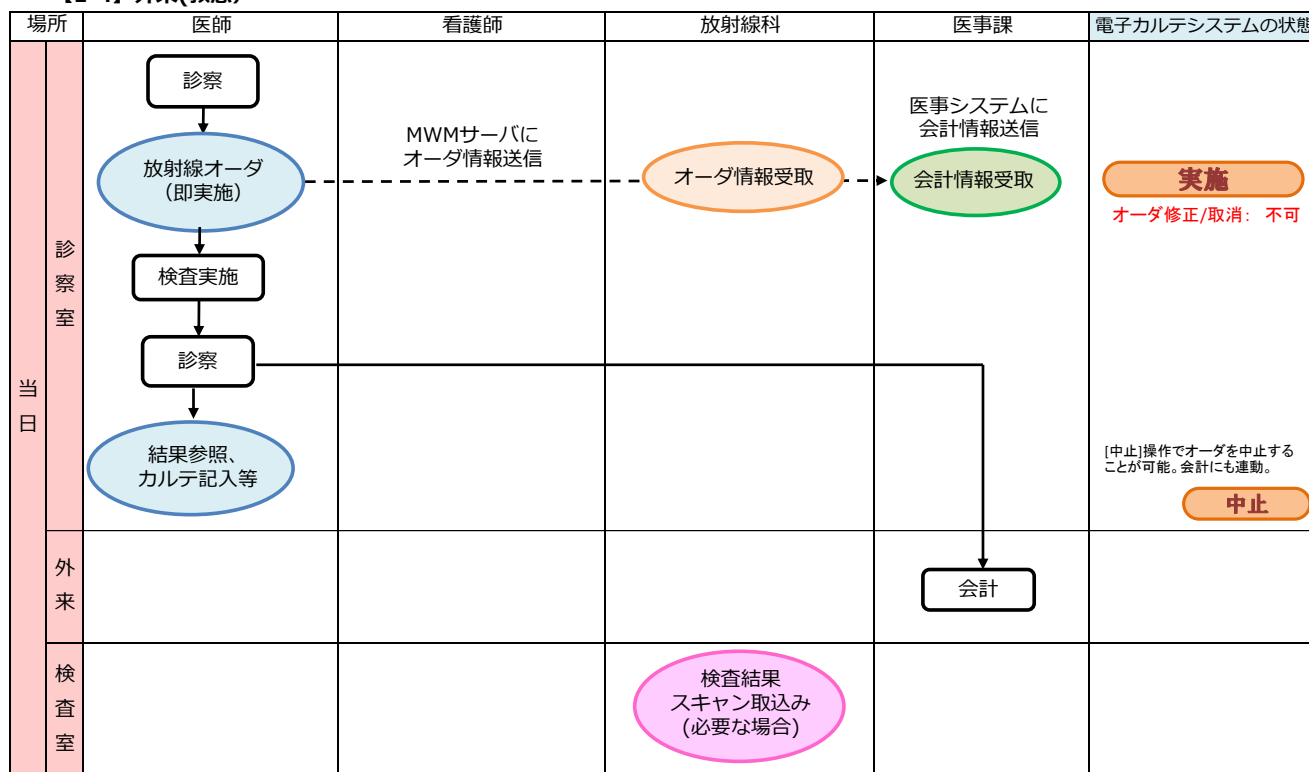 場所
医師
看護師
放射線科
医事課
電子カルテシステムの状態
当日
診察室
診察
放射線オーダ
(即実施)
MWMサーバに
オーダ情報送信
オーダ情報受取
医事システムに
会計情報送信
会計情報受取
実施
オーダ修正/取消: 不可
検査実施
診察
結果参照、
カルテ記入等
[中止]操作でオーダを中止する
ことが可能。会計にも連動。
中止
外来
会計
検査室
検査結果
スキャン取込み
(必要な場合)